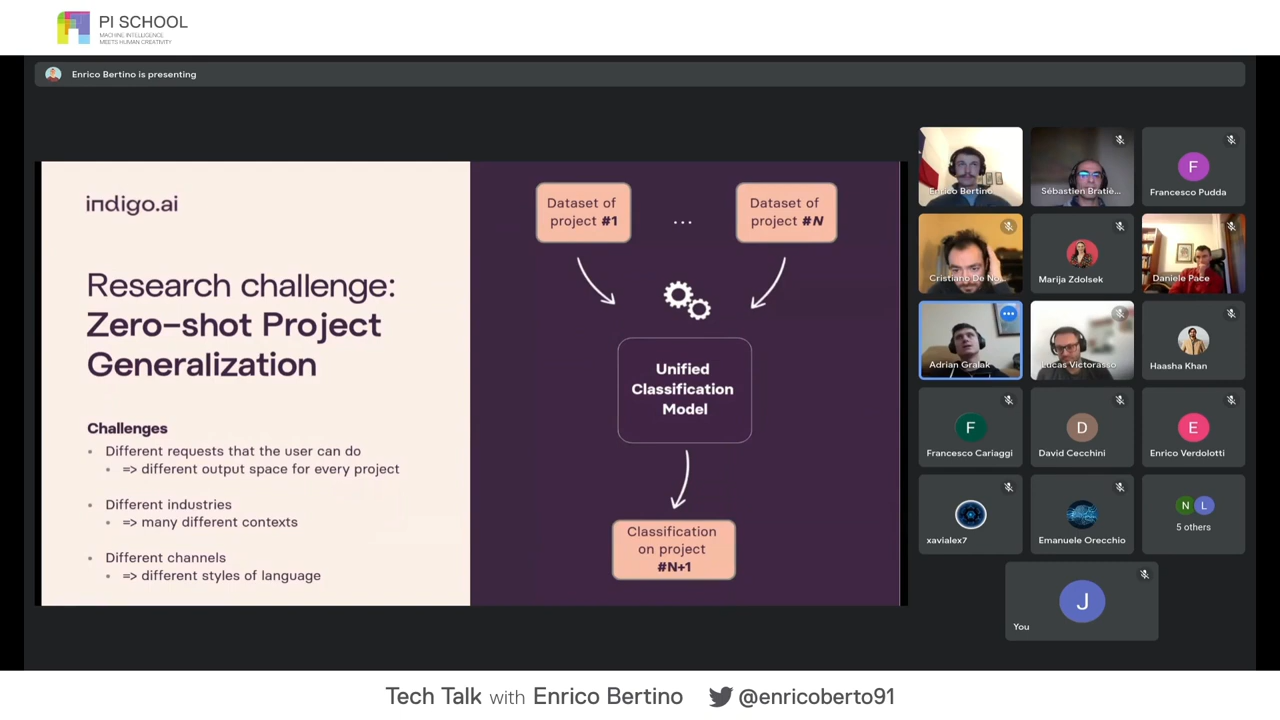 PI SCHOOL
MACHINE INTELLIGENCE
MEETS HUMAN CREATIVITY
Enrico Bertino is presenting
indigo.ai
Research challenge:
Zero-shot Project
Generalization
Challenges
• Different requests that the user can do
• => different output space for every project
• Different industries
• => many different contexts
• Different channels
• => different styles of language
Dataset of
project #1
...
Dataset of
project #N
Unified
Classification
Model
Classification
on project
#N+1
Enrico Bertino
Sébastien Bratiè...
F
Francesco Pudda
Cristiano De No...
Marija Zdolsek
Daniele Pace
Adrian Gralak
Lucas Victorasso
Haasha Khan
F
Francesco Cariaggi
D
David Cecchini
E
Enrico Verdolotti
xavialex7
Emanuele Orecchio
N L
5 others
J
You
Tech Talk with Enrico Bertino @enricoberto91